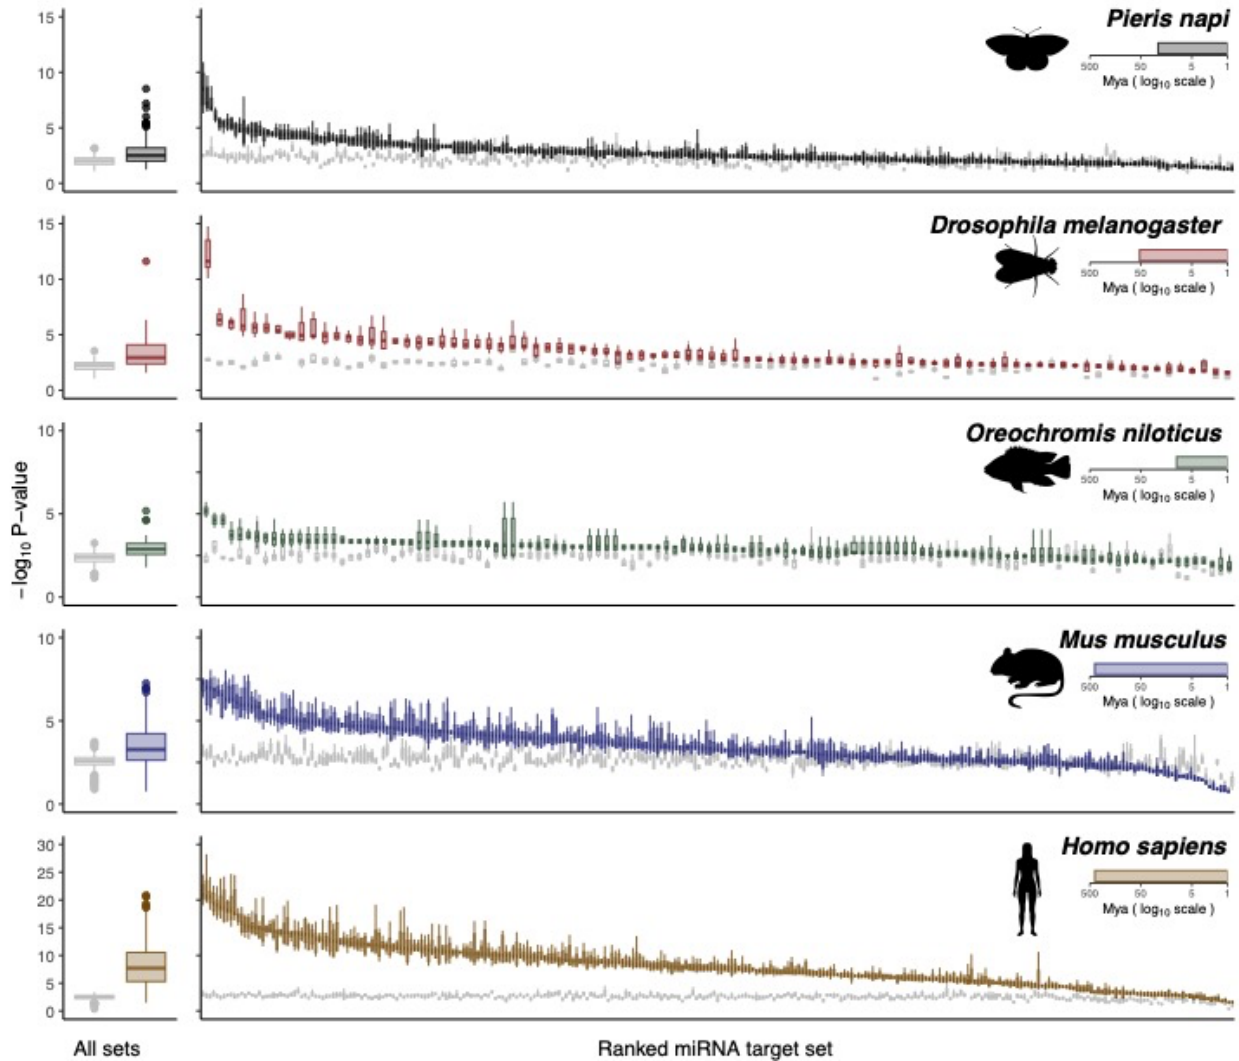 Pieris napi
15
10
5
0
500 50 5 1
Mya ( log10 scale )
Drosophila melanogaster
15
10
5
0
500 50 5 1
Mya ( log10 scale )
Oreochromis niloticus
10
5
0
500 50 5 1
Mya ( log10 scale )
−log10 P−value
Mus musculus
10
5
0
500 50 5 1
Mya ( log10 scale )
Homo sapiens
30
25
20
15
10
5
0
500 50 5 1
Mya ( log10 scale )
All sets
Ranked miRNA target set